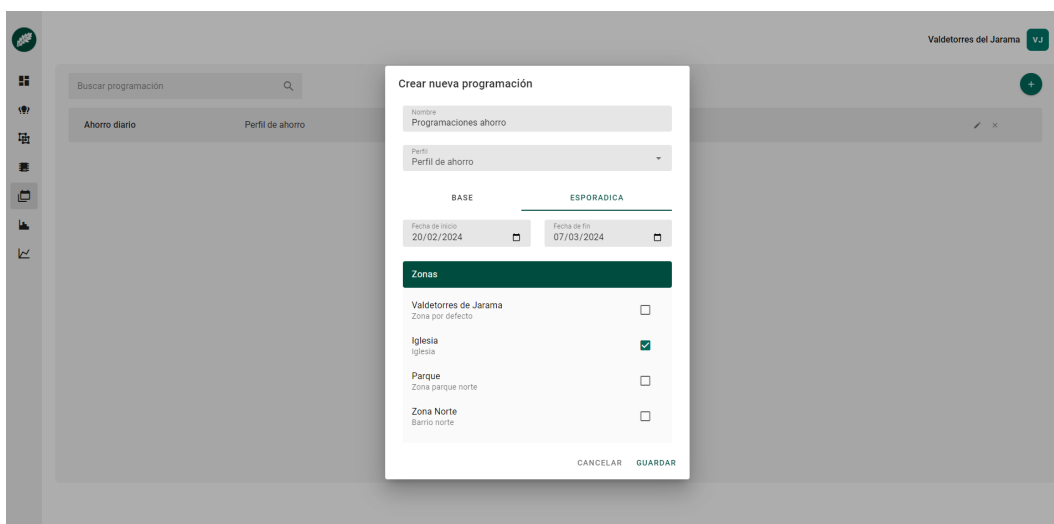 Valdetorres del Jarama VJ
Buscar programación
Ahorro diario Perfil de ahorro
Crear nueva programación
Nombre
Programaciones ahorro
Perfil
Perfil de ahorro
BASE ESPORADICA
Fecha de inicio Fecha de fin
20/02/2024 07/03/2024
Zonas
Valdetorres de Jarama
Zona por defecto
Iglesia
Iglesia
Parque
Zona parque norte
Zona Norte
Barrio norte
CANCELAR GUARDAR